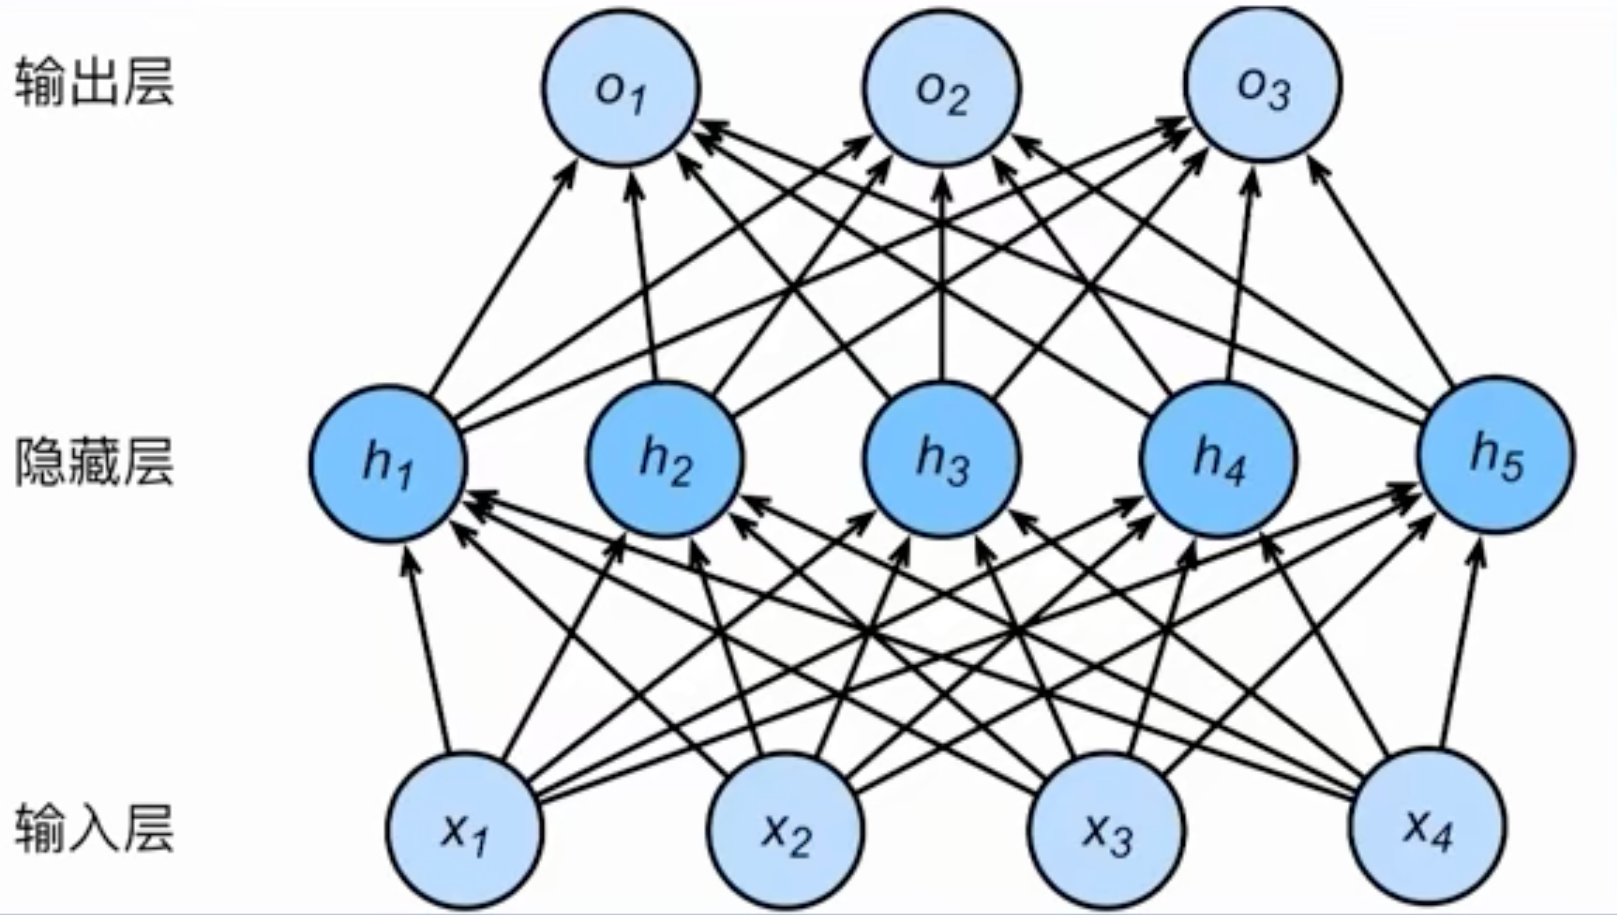 输出层 o1 o2 o3
隐藏层 h1 h2 h3 h4 h5
输入层 x1 x2 x3 x4